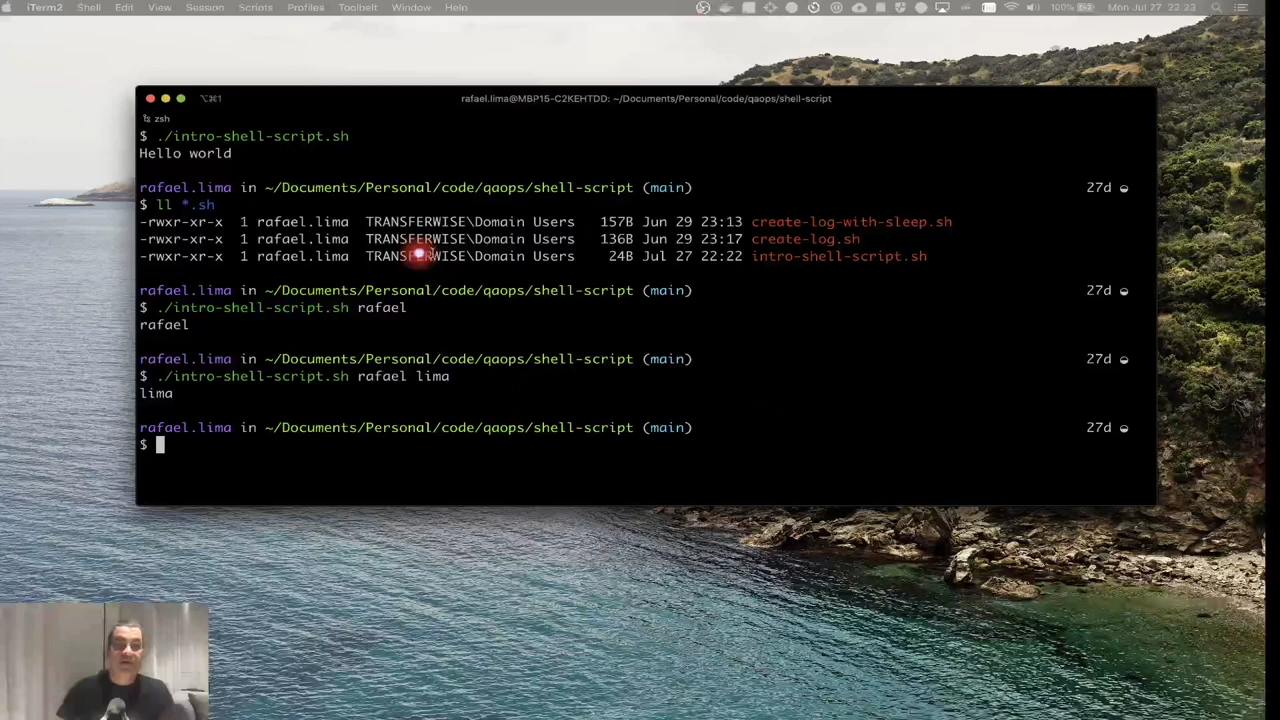 iTerm2 Shell Edit View Session Scripts Profiles Toolbelt Window Help 100% Mon Jul 27 22:23
⌥⌘1 rafael.lima@MBP15-C2KEHTDD: ~/Documents/Personal/code/qaops/shell-script
zsh
$ ./intro-shell-script.sh
Hello world
rafael.lima in ~/Documents/Personal/code/qaops/shell-script (main) 27d
$ ll *.sh
-rwxr-xr-x 1 rafael.lima TRANSFERWISE\Domain Users 157B Jun 29 23:13 create-log-with-sleep.sh
-rwxr-xr-x 1 rafael.lima TRANSFERWISE\Domain Users 136B Jun 29 23:17 create-log.sh
-rwxr-xr-x 1 rafael.lima TRANSFERWISE\Domain Users 24B Jul 27 22:22 intro-shell-script.sh
rafael.lima in ~/Documents/Personal/code/qaops/shell-script (main) 27d
$ ./intro-shell-script.sh rafael
rafael
rafael.lima in ~/Documents/Personal/code/qaops/shell-script (main) 27d
$ ./intro-shell-script.sh rafael lima
lima
rafael.lima in ~/Documents/Personal/code/qaops/shell-script (main) 27d
$